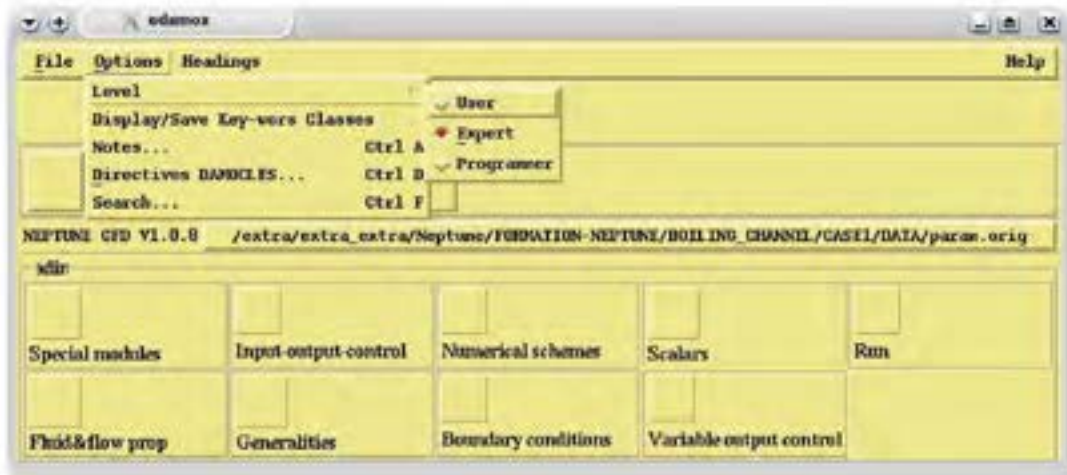 edamox
File Options Headings Help
Level
User
Display/Save Key-wors Classes
Expert
Notes... Ctrl A
Programmer
Directives DAMOCLES... Ctrl D
Search... Ctrl F
NEPTUNE CFD V1.0.8 /extra/extra_extra/Neptune/FORMATION-NEPTUNE/BOILING_CHANNEL/CASE1/DATA/param.orig
Special modules Input-output-control Numerical schemes Scalars Run
Fluid&flow prop Generalities Boundary conditions Variable output control